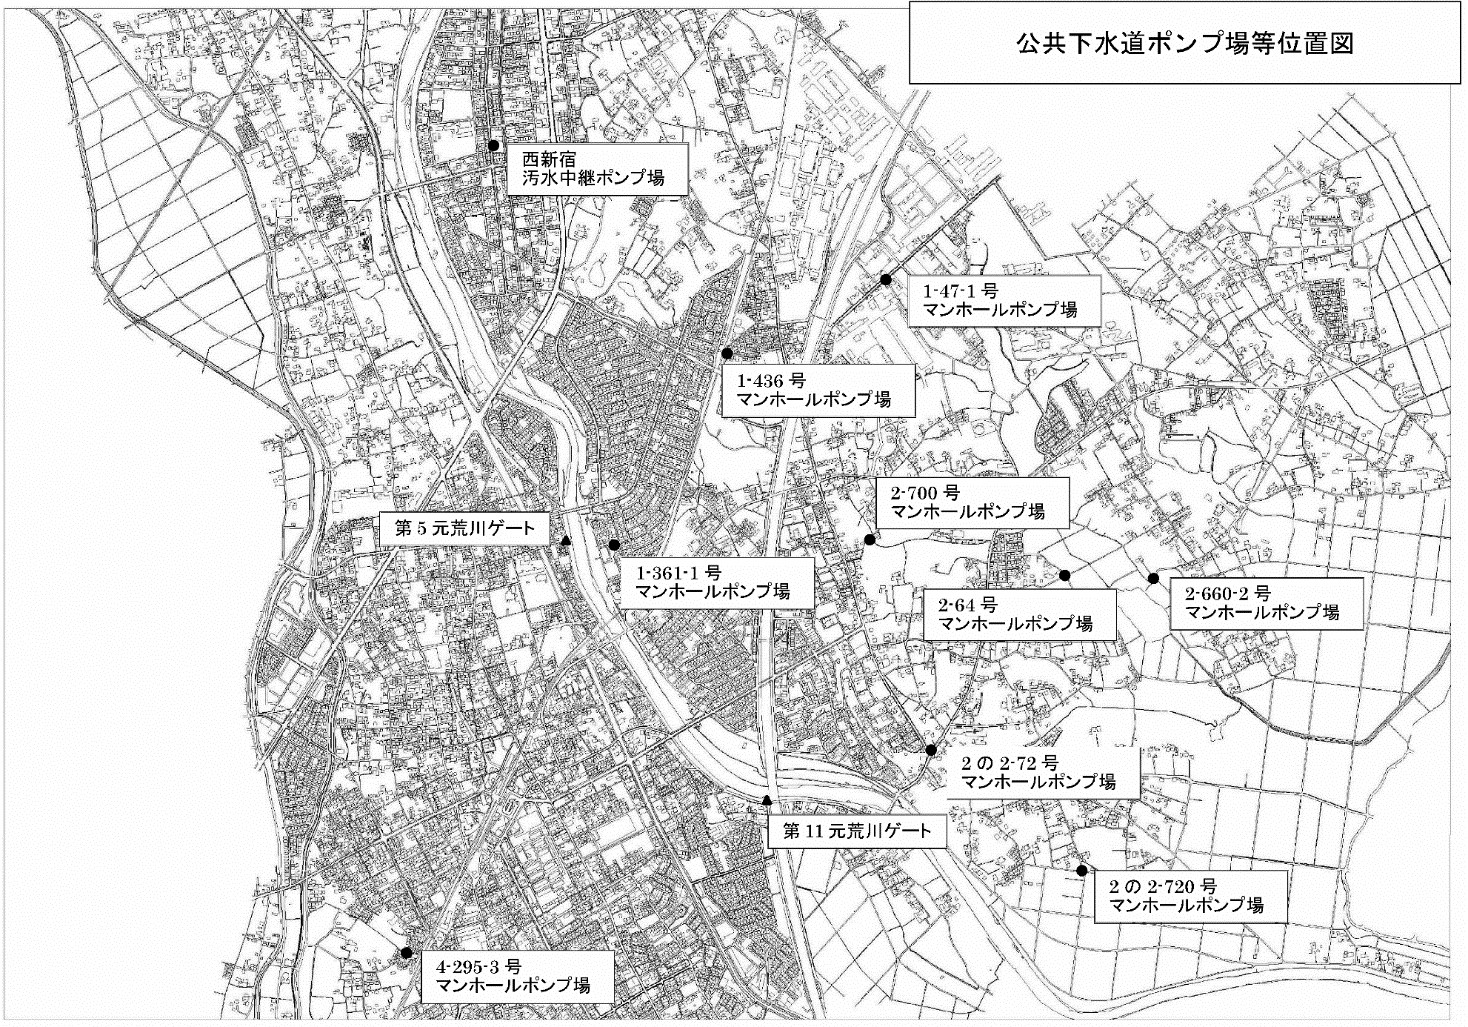 公共下水道ポンプ場等位置図
西新宿
汚水中継ポンプ場
1-47-1 号
マンホールポンプ場
1-436 号
マンホールポンプ場
2-700 号
マンホールポンプ場
第 5 元荒川ゲート
1-361-1 号
マンホールポンプ場
2-64 号
マンホールポンプ場
2-660-2 号
マンホールポンプ場
2 の 2-72 号
マンホールポンプ場
第 11 元荒川ゲート
2 の 2-720 号
マンホールポンプ場
4-295-3 号
マンホールポンプ場